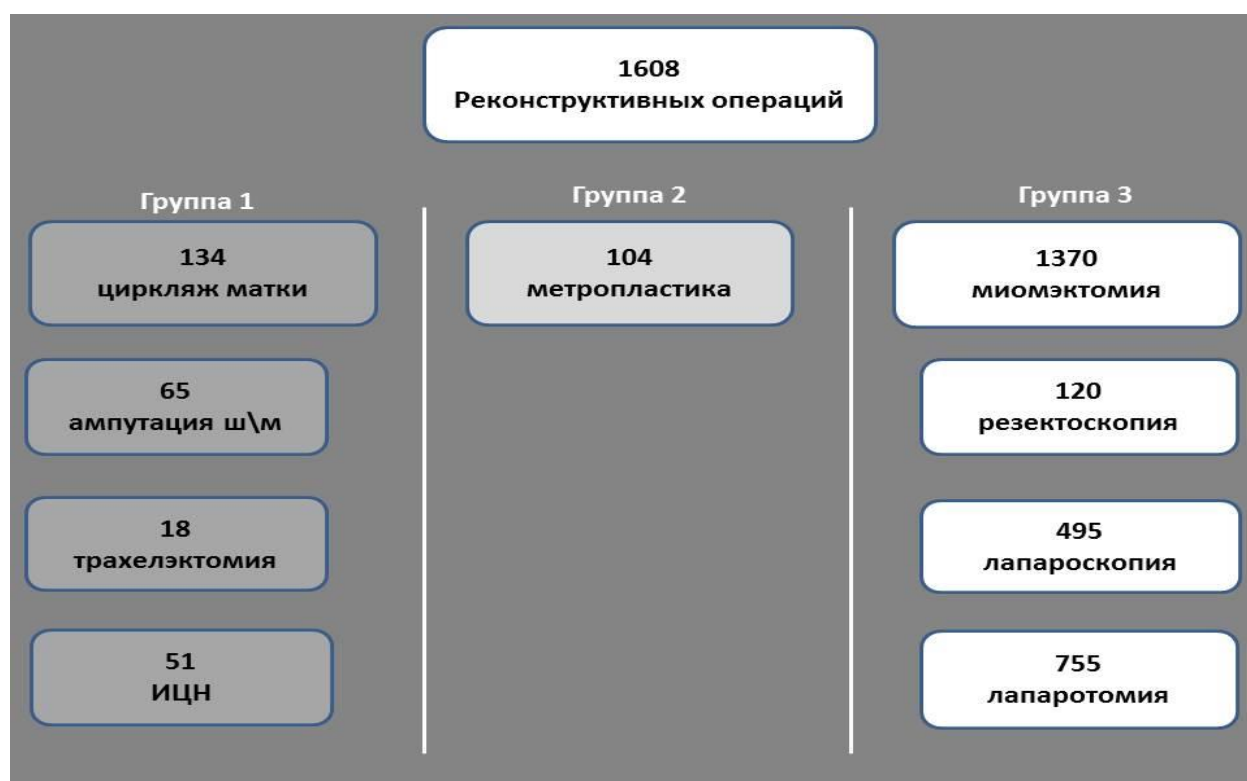 1608
Реконструктивных операций
Группа 1
134
циркляж матки
65
ампутация ш\м
18
трахелэктомия
51
ИЦН
Группа 2
104
метропластика
Группа 3
1370
миомэктомия
120
резектоскопия
495
лапароскопия
755
лапаротомия